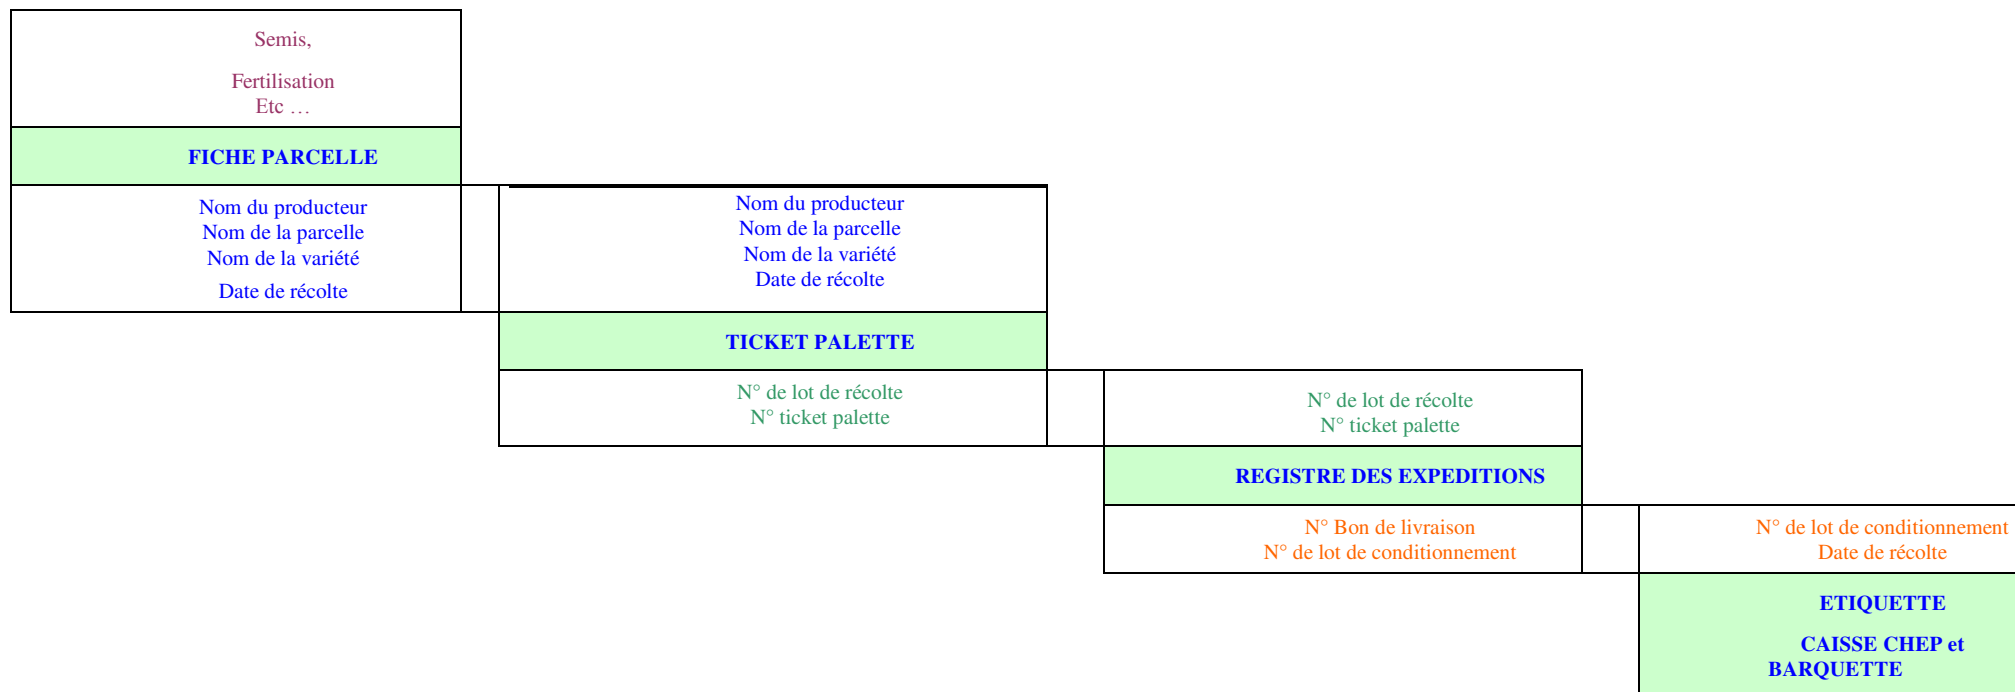 Semis,
Fertilisation
Etc …
FICHE PARCELLE
Nom du producteur
Nom de la parcelle
Nom de la variété
Date de récolte
Nom du producteur
Nom de la parcelle
Nom de la variété
Date de récolte
TICKET PALETTE
N° de lot de récolte
N° ticket palette
N° de lot de récolte
N° ticket palette
REGISTRE DES EXPEDITIONS
N° Bon de livraison
N° de lot de conditionnement
N° de lot de conditionnement
Date de récolte
ETIQUETTE
CAISSE CHEP et
BARQUETTE